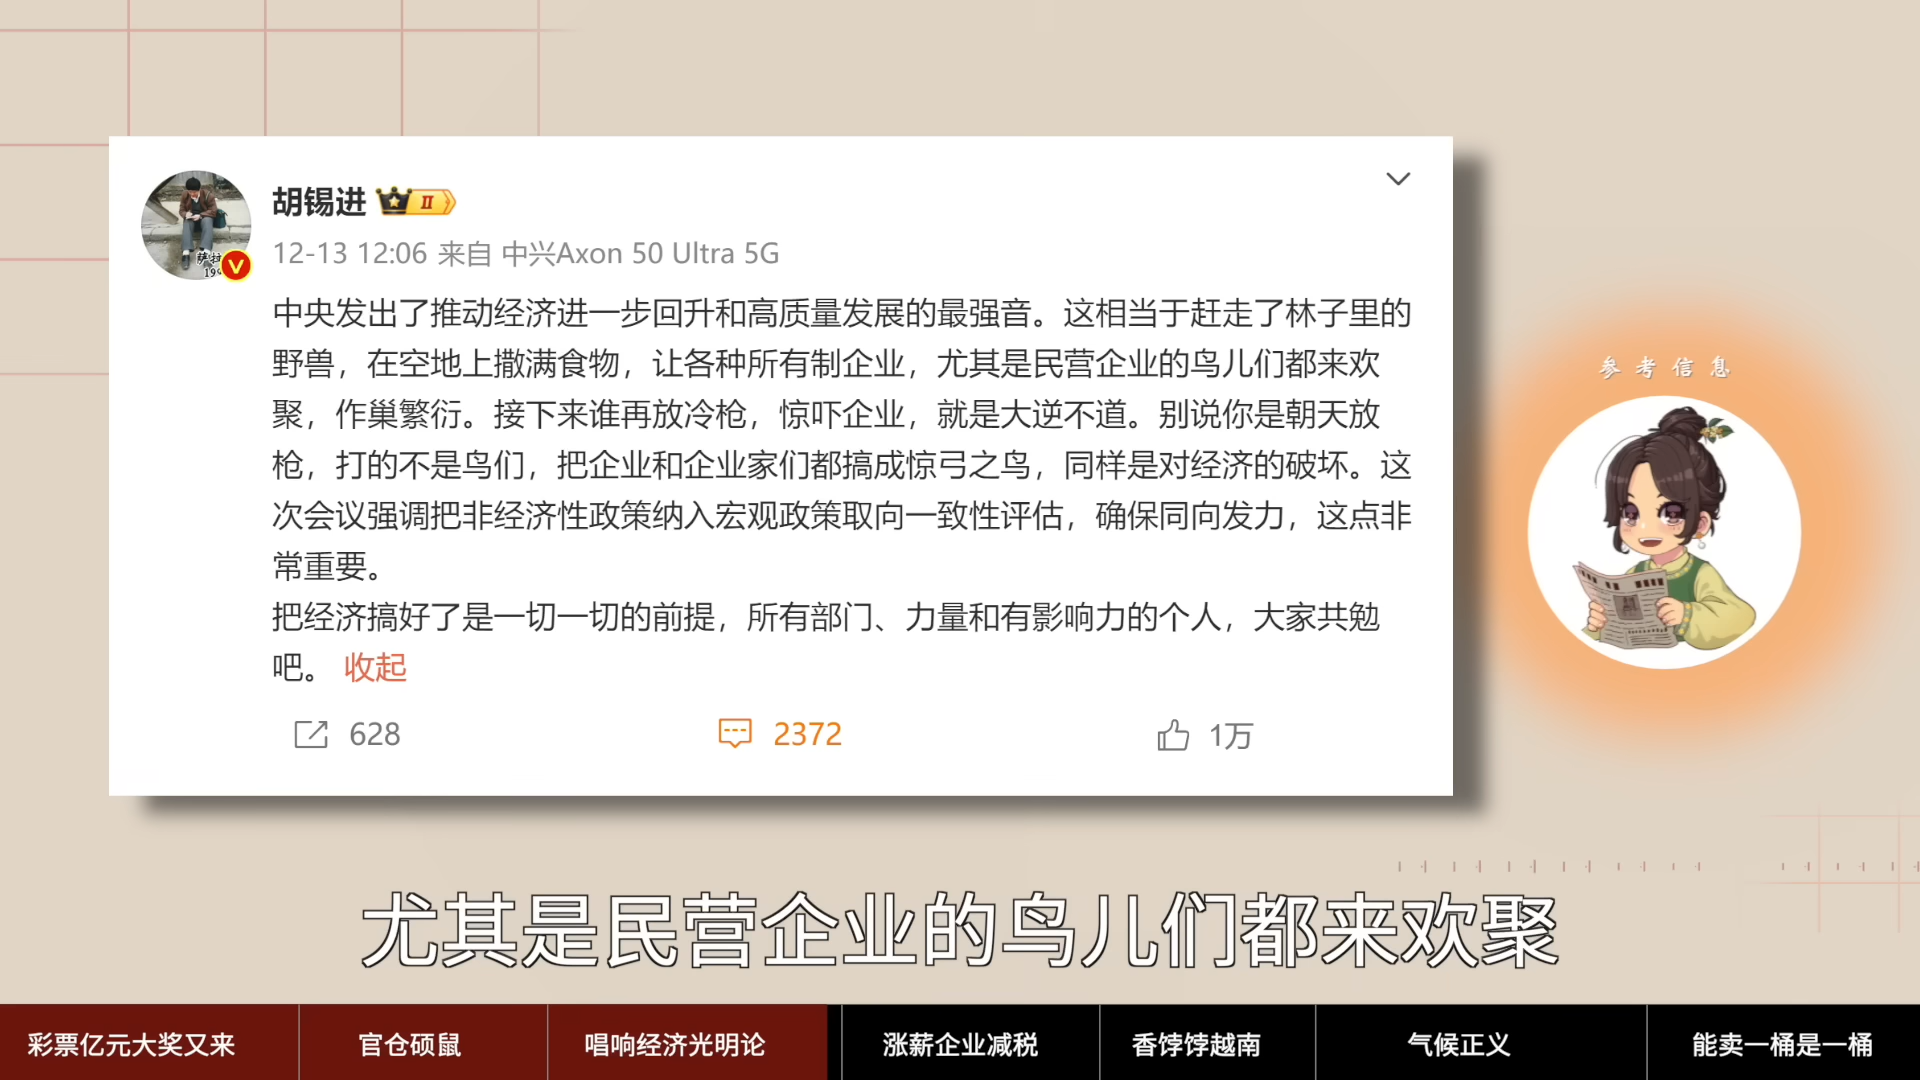 胡锡进
II
12-13 12:06 来自 中兴Axon 50 Ultra 5G
中央发出了推动经济进一步回升和高质量发展的最强音。这相当于赶走了林子里的
野兽，在空地上撒满食物，让各种所有制企业，尤其是民营企业的鸟儿们都来欢
聚，作巢繁衍。接下来谁再放冷枪，惊吓企业，就是大逆不道。别说你是朝天放
枪，打的不是鸟们，把企业和企业家们都搞成惊弓之鸟，同样是对经济的破坏。这
次会议强调把非经济性政策纳入宏观政策取向一致性评估，确保同向发力，这点非
常重要。
把经济搞好了是一切一切的前提，所有部门、力量和有影响力的个人，大家共勉
吧。 收起
628 2372 1万
参考信息
尤其是民营企业的鸟儿们都来欢聚
彩票亿元大奖又来 官仓硕鼠 唱响经济光明论 涨薪企业减税 香饽饽越南 气候正义 能卖一桶是一桶